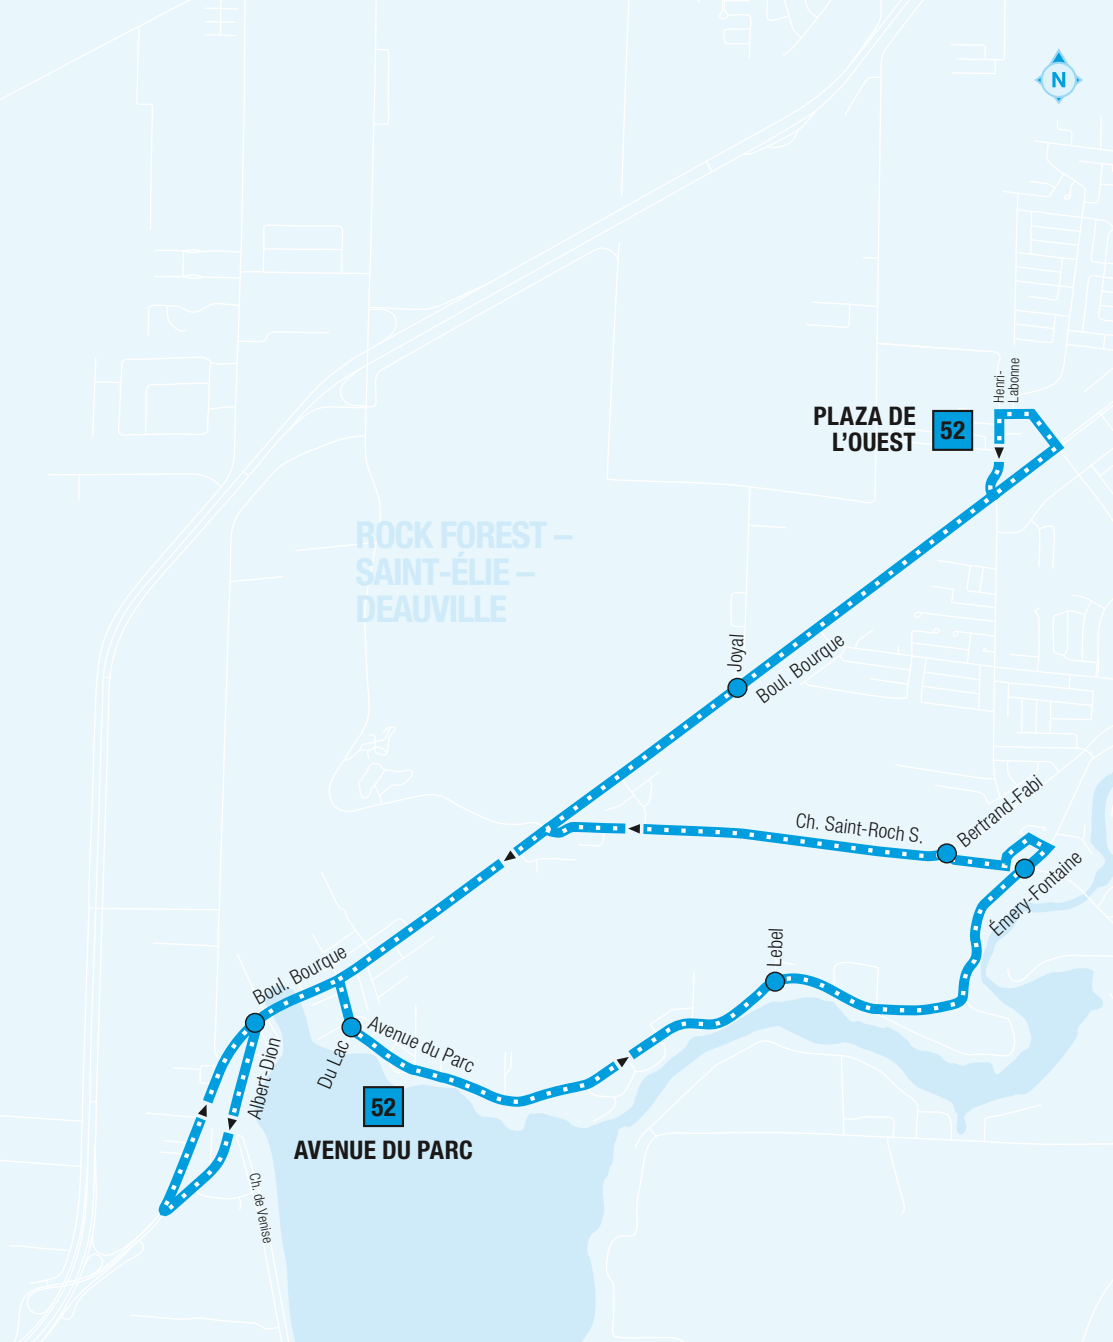 N
Henri-
Labonne
PLAZA DE
L'OUEST
52
ROCK FOREST –
SAINT-ÉLIE –
DEAUVILLE
Joyal
Boul. Bourque
Bertrand-Fabi
Ch. Saint-Roch S.
Émery-Fontaine
Lebel
Boul. Bourque
Avenue du Parc
Du Lac
Albert-Dion
52
AVENUE DU PARC
Ch. de Venise